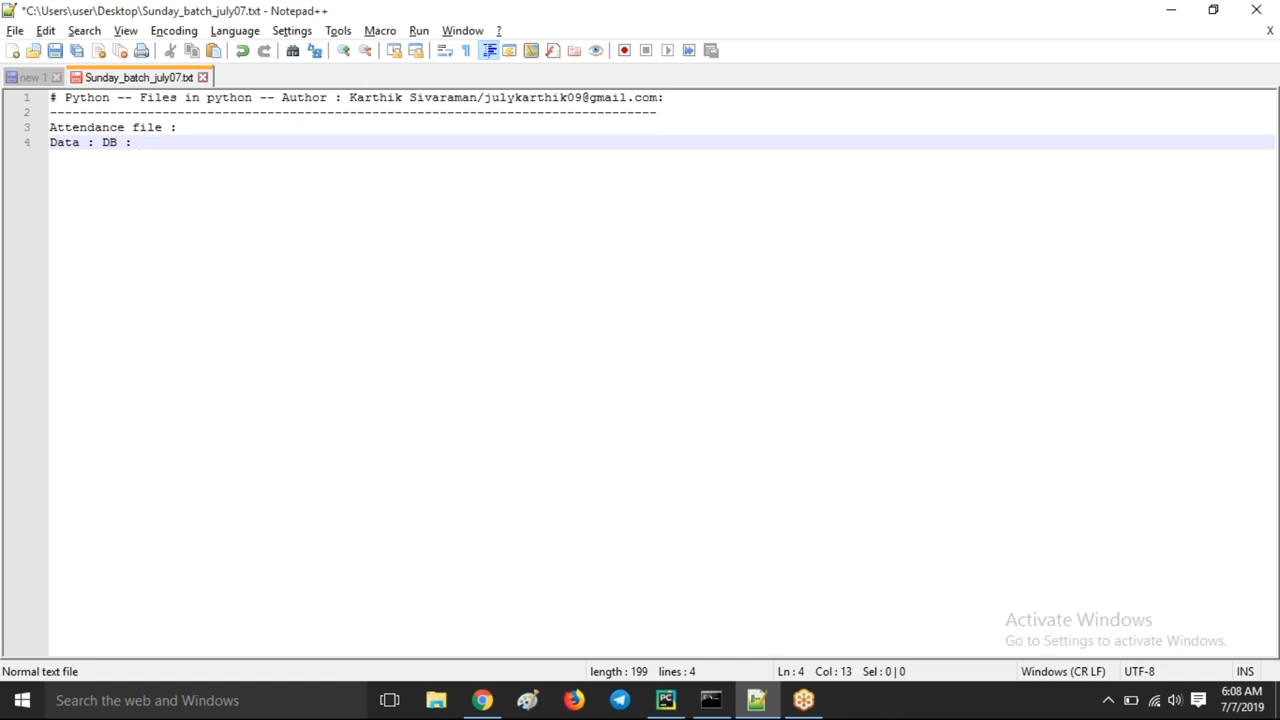 *C:\Users\user\Desktop\Sunday_batch_july07.txt - Notepad++
File Edit Search View Encoding Language Settings Tools Macro Run Window ? X
new 1 Sunday_batch_july07.txt
1 # Python -- Files in python -- Author : Karthik Sivaraman/julykarthik09@gmail.com:
2 ---------------------------------------------------------------------------------
3 Attendance file :
4 Data : DB :
Activate Windows
Go to Settings to activate Windows.
Normal text file length : 199 lines : 4 Ln : 4 Col : 13 Sel : 0 | 0 Windows (CR LF) UTF-8 INS
Search the web and Windows
6:08 AM
7/7/2019